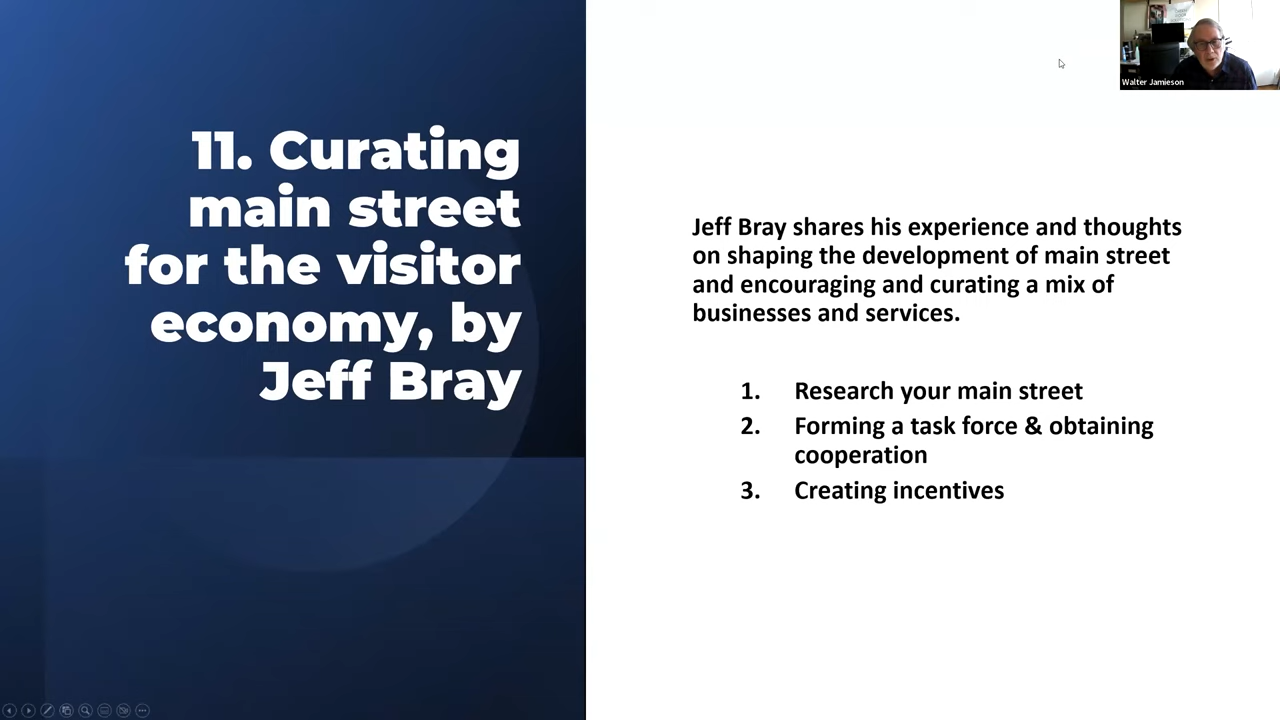 11. Curating
main street
for the visitor
economy, by
Jeff Bray
Jeff Bray shares his experience and thoughts
on shaping the development of main street
and encouraging and curating a mix of
businesses and services.
1. Research your main street
2. Forming a task force & obtaining
cooperation
3. Creating incentives
Walter Jamieson